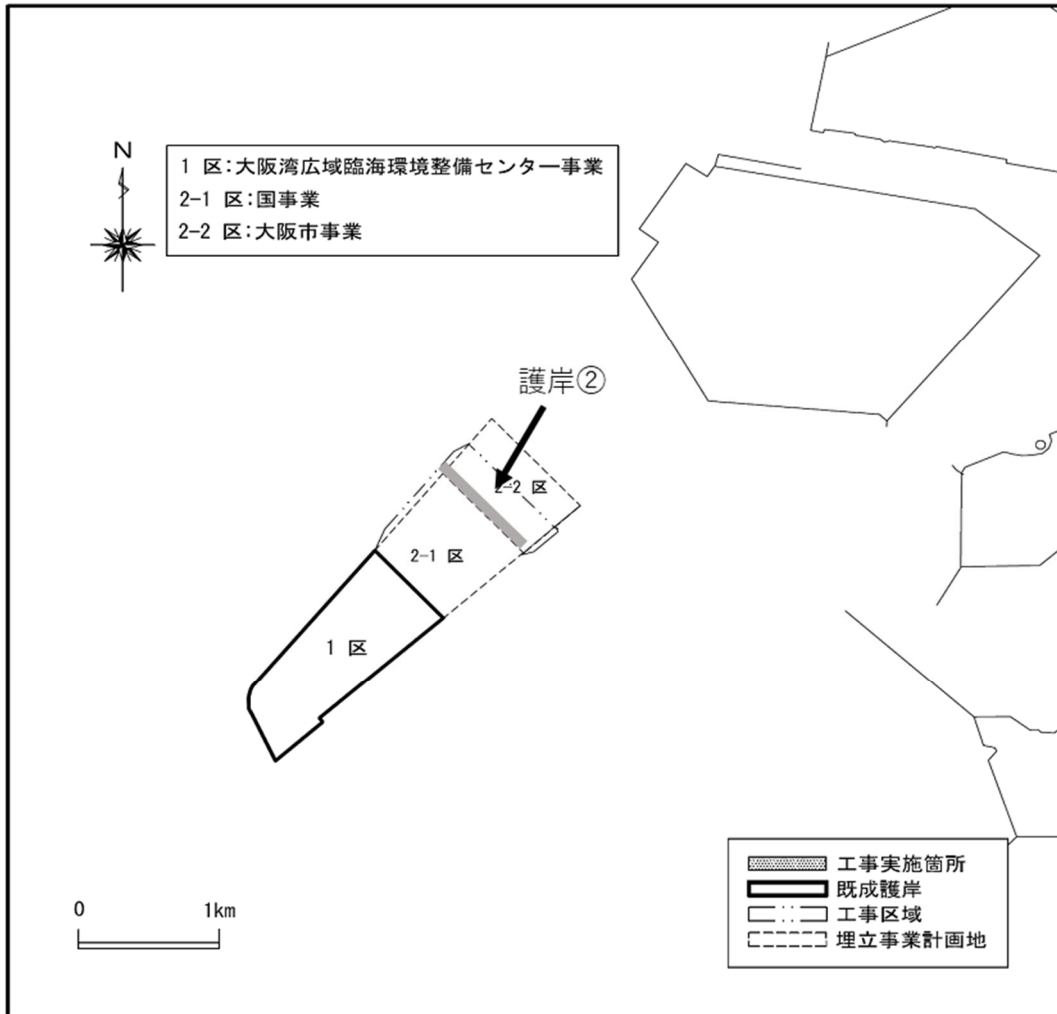 N
1 区:大阪湾広域臨海環境整備センター事業
2-1 区:国事業
2-2 区:大阪市事業
護岸②
2-2 区
2-1 区
1 区
工事実施箇所
既成護岸
工事区域
埋立事業計画地
0 1km